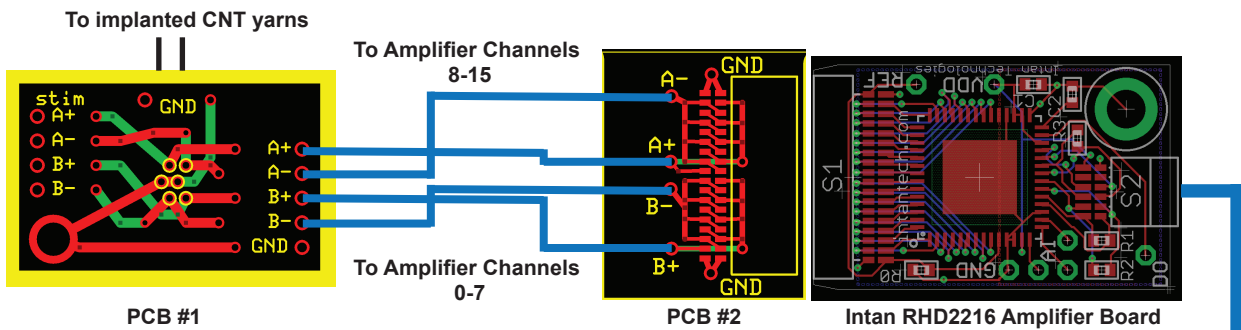 To implanted CNT yarns
stim
A+
A-
B+
B-
GND
A+
A-
B+
B-
GND
PCB #1
To Amplifier Channels
8-15
To Amplifier Channels
0-7
GND
A-
A+
B-
B+
GND
PCB #2
Intan
Technologies
REF
VDD
C1
C2
R3
S1
intantech.com
S2
R0
GND
AI
R1
R2
DO
Intan RHD2216 Amplifier Board